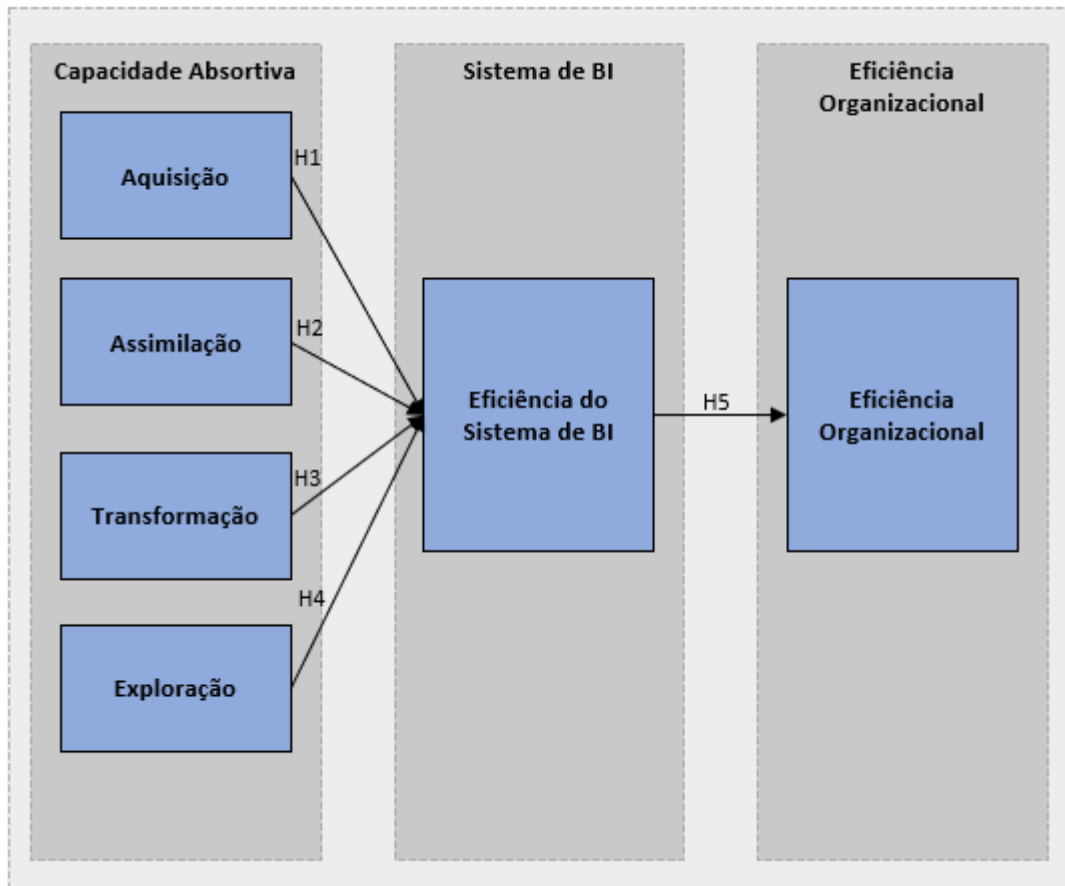 Capacidade Absortiva
Sistema de BI
Eficiência
Organizacional
Aquisição
H1
Assimilação
H2
Transformação
H3
Exploração
H4
Eficiência do
Sistema de BI
H5
Eficiência
Organizacional